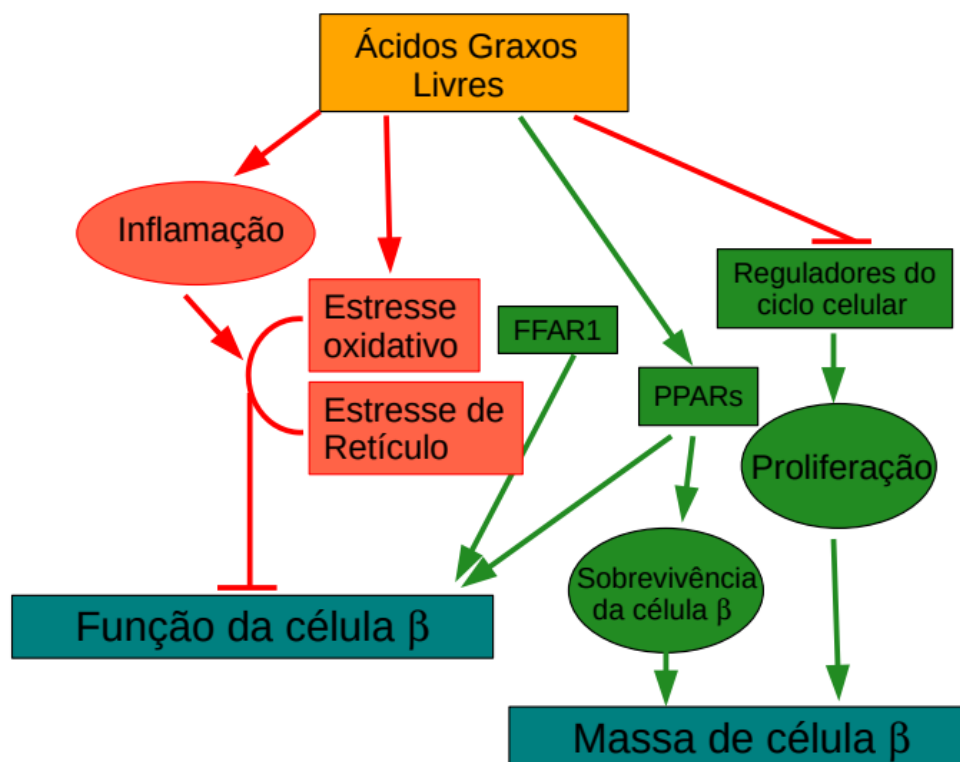 Ácidos Graxos
Livres
Inflamação
Estresse
oxidativo
Estresse de
Retículo
FFAR1
PPARs
Reguladores do
ciclo celular
Proliferação
Sobrevivência
da célula β
Função da célula β
Massa de célula β